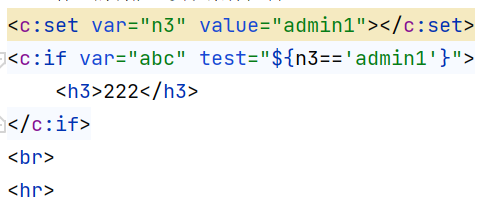 <c:set var="n3" value="admin1"></c:set>
<c:if var="abc" test="${n3=='admin1'}">
    <h3>222</h3>
</c:if>
<br>
<hr>